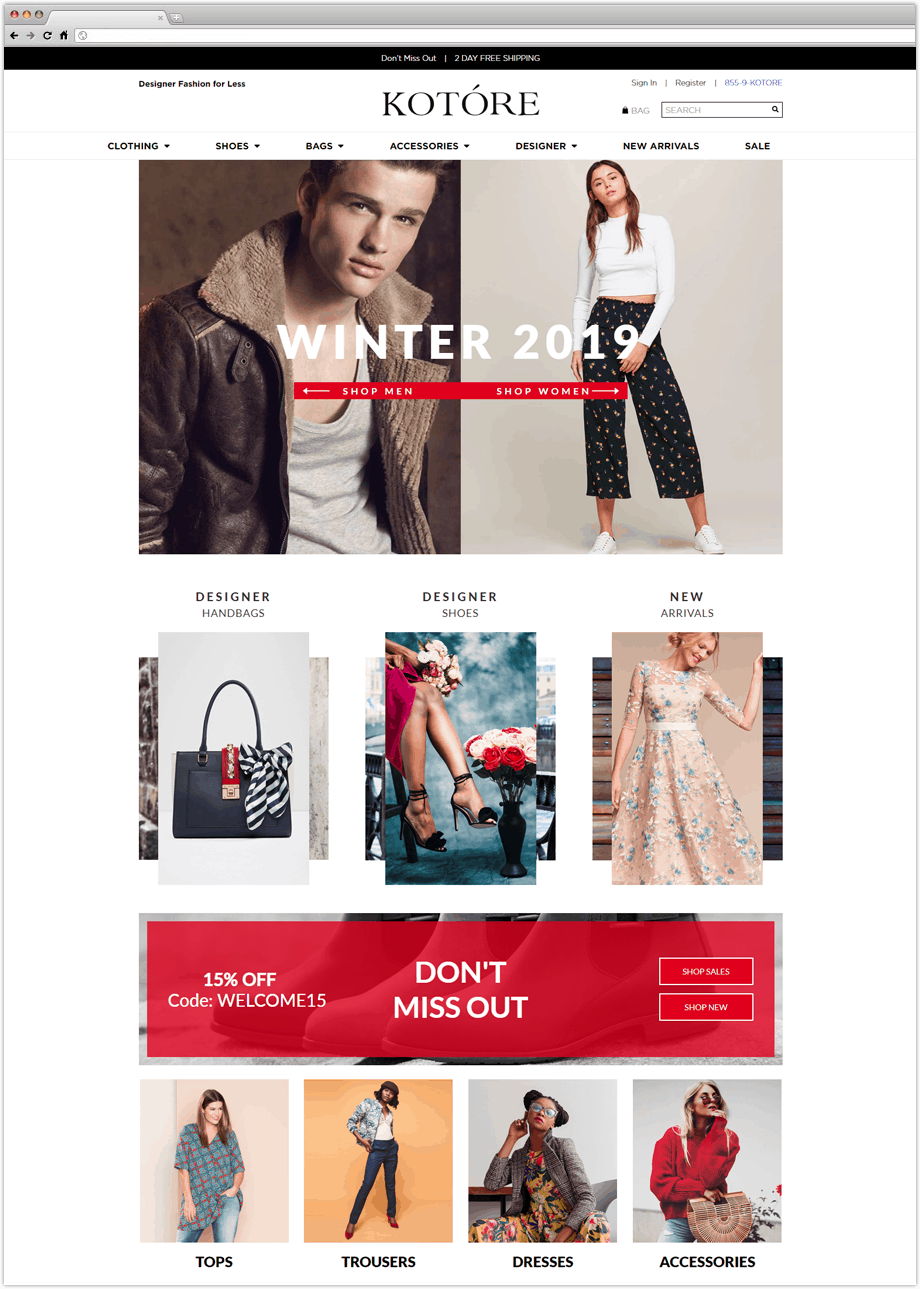 Don't Miss Out | 2 DAY FREE SHIPPING
Designer Fashion for Less
Sign In | Register | 855-9-KOTORE
KOTÓRE
BAG
SEARCH
CLOTHING
SHOES
BAGS
ACCESSORIES
DESIGNER
NEW ARRIVALS
SALE
WINTER 2019
SHOP MEN
SHOP WOMEN
DESIGNER
HANDBAGS
DESIGNER
SHOES
NEW
ARRIVALS
15% OFF
Code: WELCOME15
DON'T
MISS OUT
SHOP SALES
SHOP NEW
TOPS
TROUSERS
DRESSES
ACCESSORIES